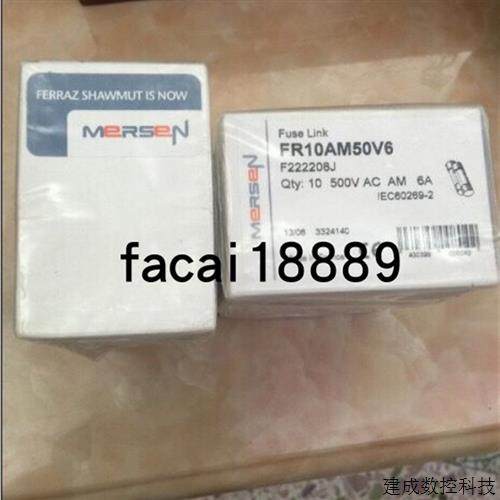 FERRAZ SHAWMUT IS NOW
MERSEN
MERSEN
Fuse Link
FR10AM50V6
F222208J
Qty: 10 500V AC AM 6A
IEC60269-2
13/06 3324140
facai18889
建成数控科技